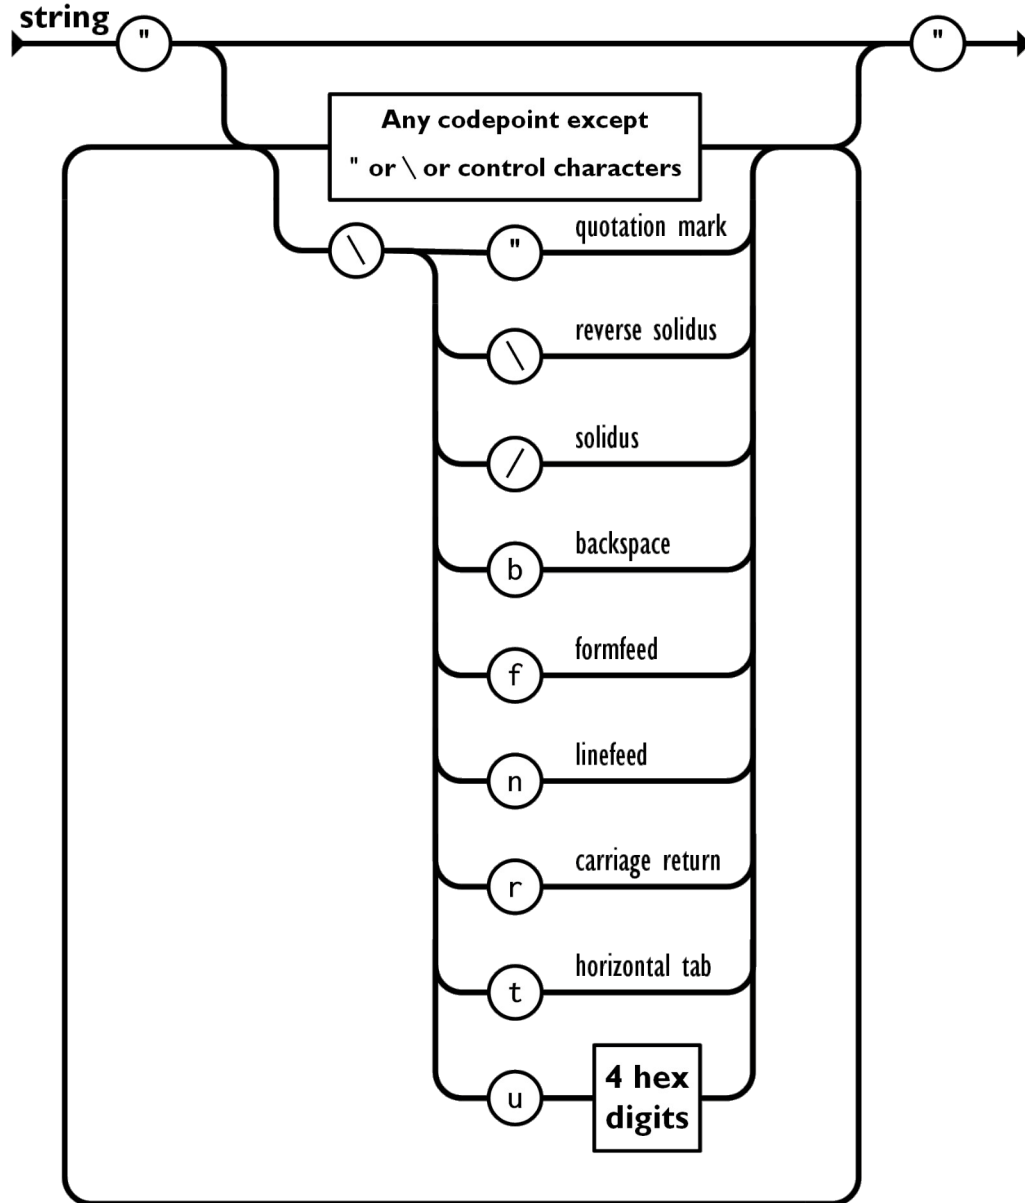 string
" "
Any codepoint except
" or \ or control characters
\ " quotation mark
\ reverse solidus
/ solidus
b backspace
f formfeed
n linefeed
r carriage return
t horizontal tab
u 4 hex
digits